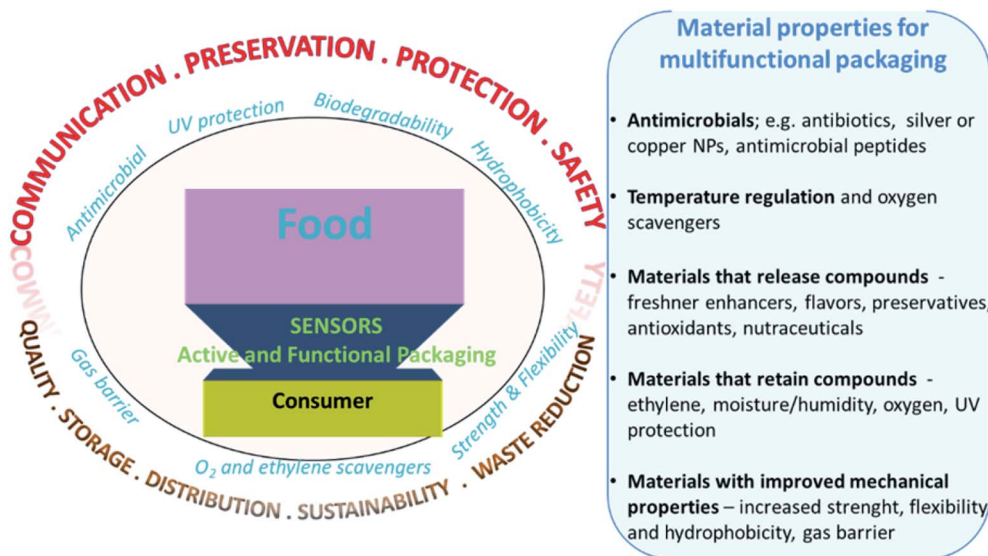 COMMUNICATION . PRESERVATION . PROTECTION . SAFETY
UV protection
Biodegradability
Antimicrobial
Hydrophobicity
Food
SENSORS
Active and Functional Packaging
Consumer
Gas barrier
Strength & Flexibility
O₂ and ethylene scavengers
QUALITY . STORAGE . DISTRIBUTION . SUSTAINABILITY . WASTE REDUCTION
Material properties for
multifunctional packaging
• Antimicrobials; e.g. antibiotics, silver or
copper NPs, antimicrobial peptides
• Temperature regulation and oxygen
scavengers
• Materials that release compounds -
freshner enhancers, flavors, preservatives,
antioxidants, nutraceuticals
• Materials that retain compounds -
ethylene, moisture/humidity, oxygen, UV
protection
• Materials with improved mechanical
properties – increased strenght, flexibility
and hydrophobicity, gas barrier